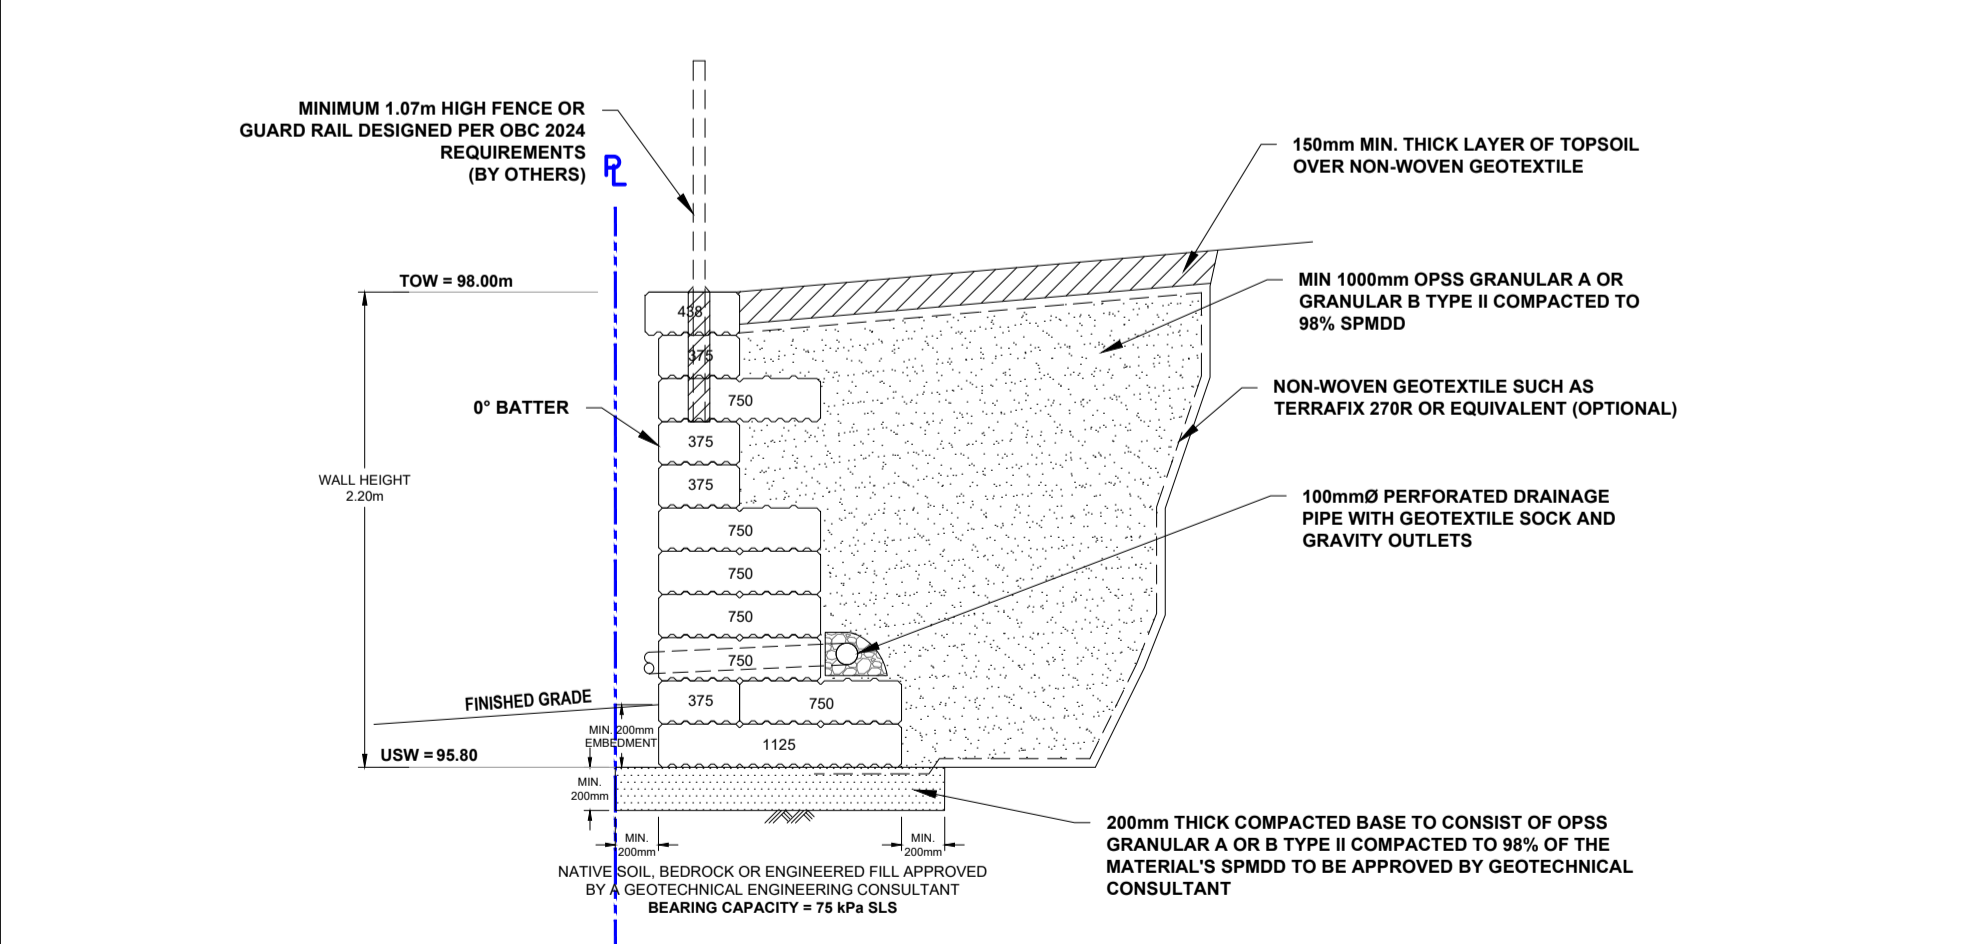 MINIMUM 1.07m HIGH FENCE OR
GUARD RAIL DESIGNED PER OBC 2024
REQUIREMENTS
(BY OTHERS)
PL
150mm MIN. THICK LAYER OF TOPSOIL
OVER NON-WOVEN GEOTEXTILE
TOW = 98.00m
MIN 1000mm OPSS GRANULAR A OR
GRANULAR B TYPE II COMPACTED TO
98% SPMDD
438
375
750
0° BATTER
NON-WOVEN GEOTEXTILE SUCH AS
TERRAFIX 270R OR EQUIVALENT (OPTIONAL)
375
375
WALL HEIGHT
2.20m
100mmØ PERFORATED DRAINAGE
PIPE WITH GEOTEXTILE SOCK AND
GRAVITY OUTLETS
750
750
750
750
FINISHED GRADE
375
750
MIN. 200mm
EMBEDMENT
1125
USW = 95.80
MIN.
200mm
MIN.
200mm
MIN.
200mm
200mm THICK COMPACTED BASE TO CONSIST OF OPSS
GRANULAR A OR B TYPE II COMPACTED TO 98% OF THE
MATERIAL'S SPMDD TO BE APPROVED BY GEOTECHNICAL
CONSULTANT
NATIVE SOIL, BEDROCK OR ENGINEERED FILL APPROVED
BY A GEOTECHNICAL ENGINEERING CONSULTANT
BEARING CAPACITY = 75 kPa SLS